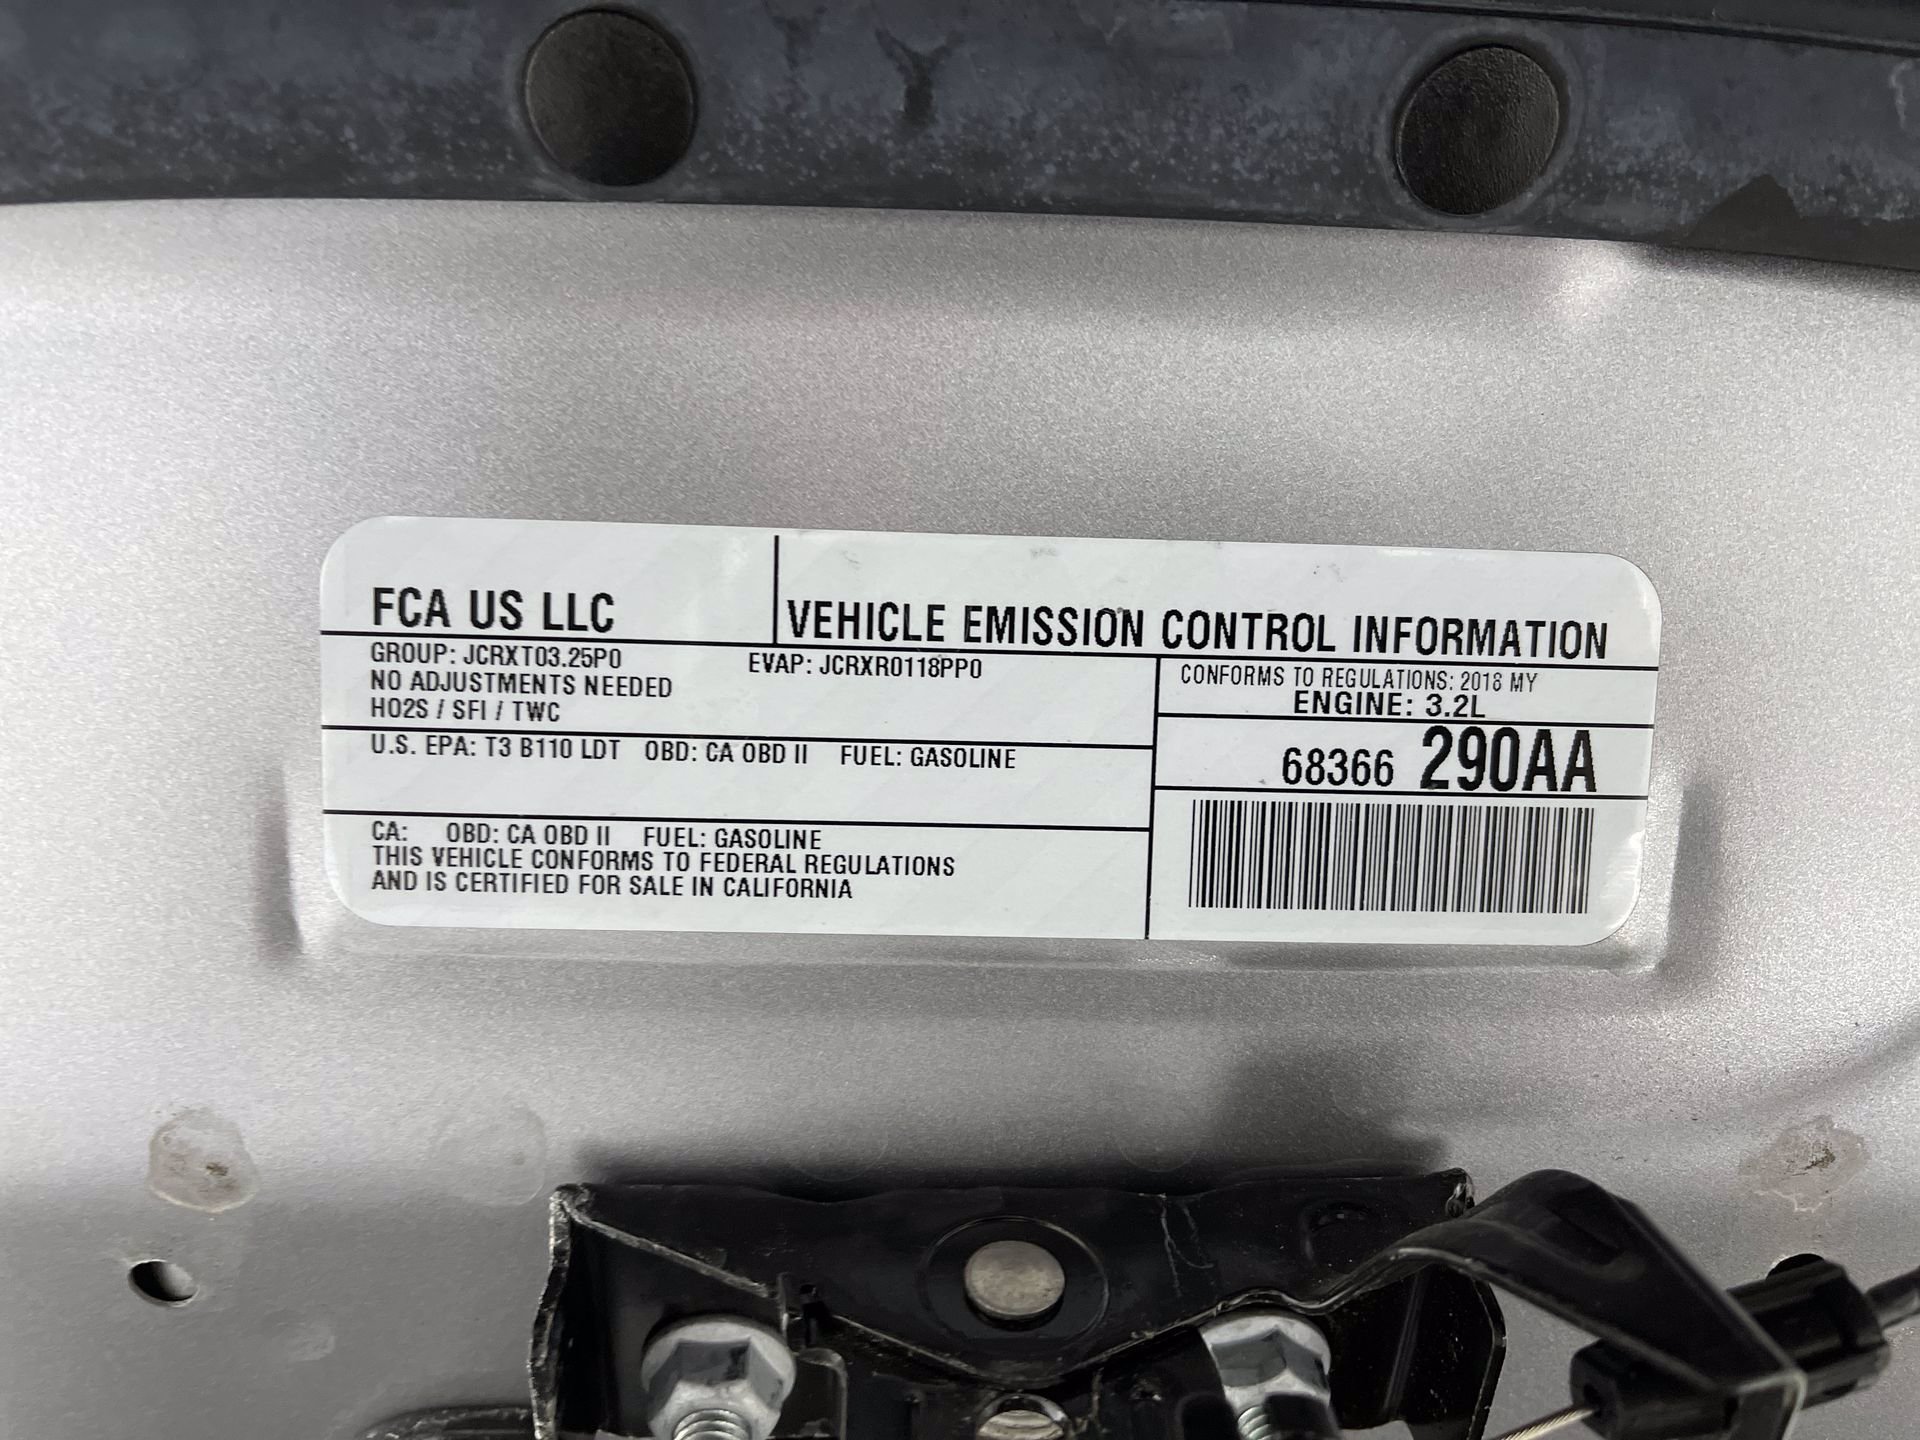 FCA US LLC
VEHICLE EMISSION CONTROL INFORMATION
GROUP: JCRXT03.25P0 EVAP: JCRXR0118PP0
NO ADJUSTMENTS NEEDED
HO2S / SFI / TWC
CONFORMS TO REGULATIONS: 2018 MY
ENGINE: 3.2L
U.S. EPA: T3 B110 LDT OBD: CA OBD II FUEL: GASOLINE
68366 290AA
CA: OBD: CA OBD II FUEL: GASOLINE
THIS VEHICLE CONFORMS TO FEDERAL REGULATIONS
AND IS CERTIFIED FOR SALE IN CALIFORNIA